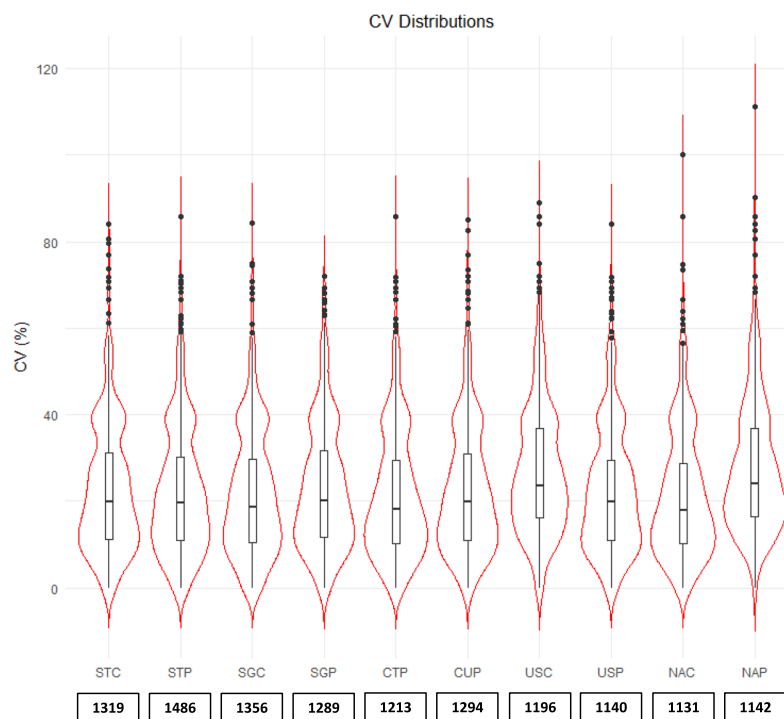 CV Distributions
120
80
40
0
CV (%)
STC STP SGC SGP CTP CUP USC USP NAC NAP
1319 1486 1356 1289 1213 1294 1196 1140 1131 1142